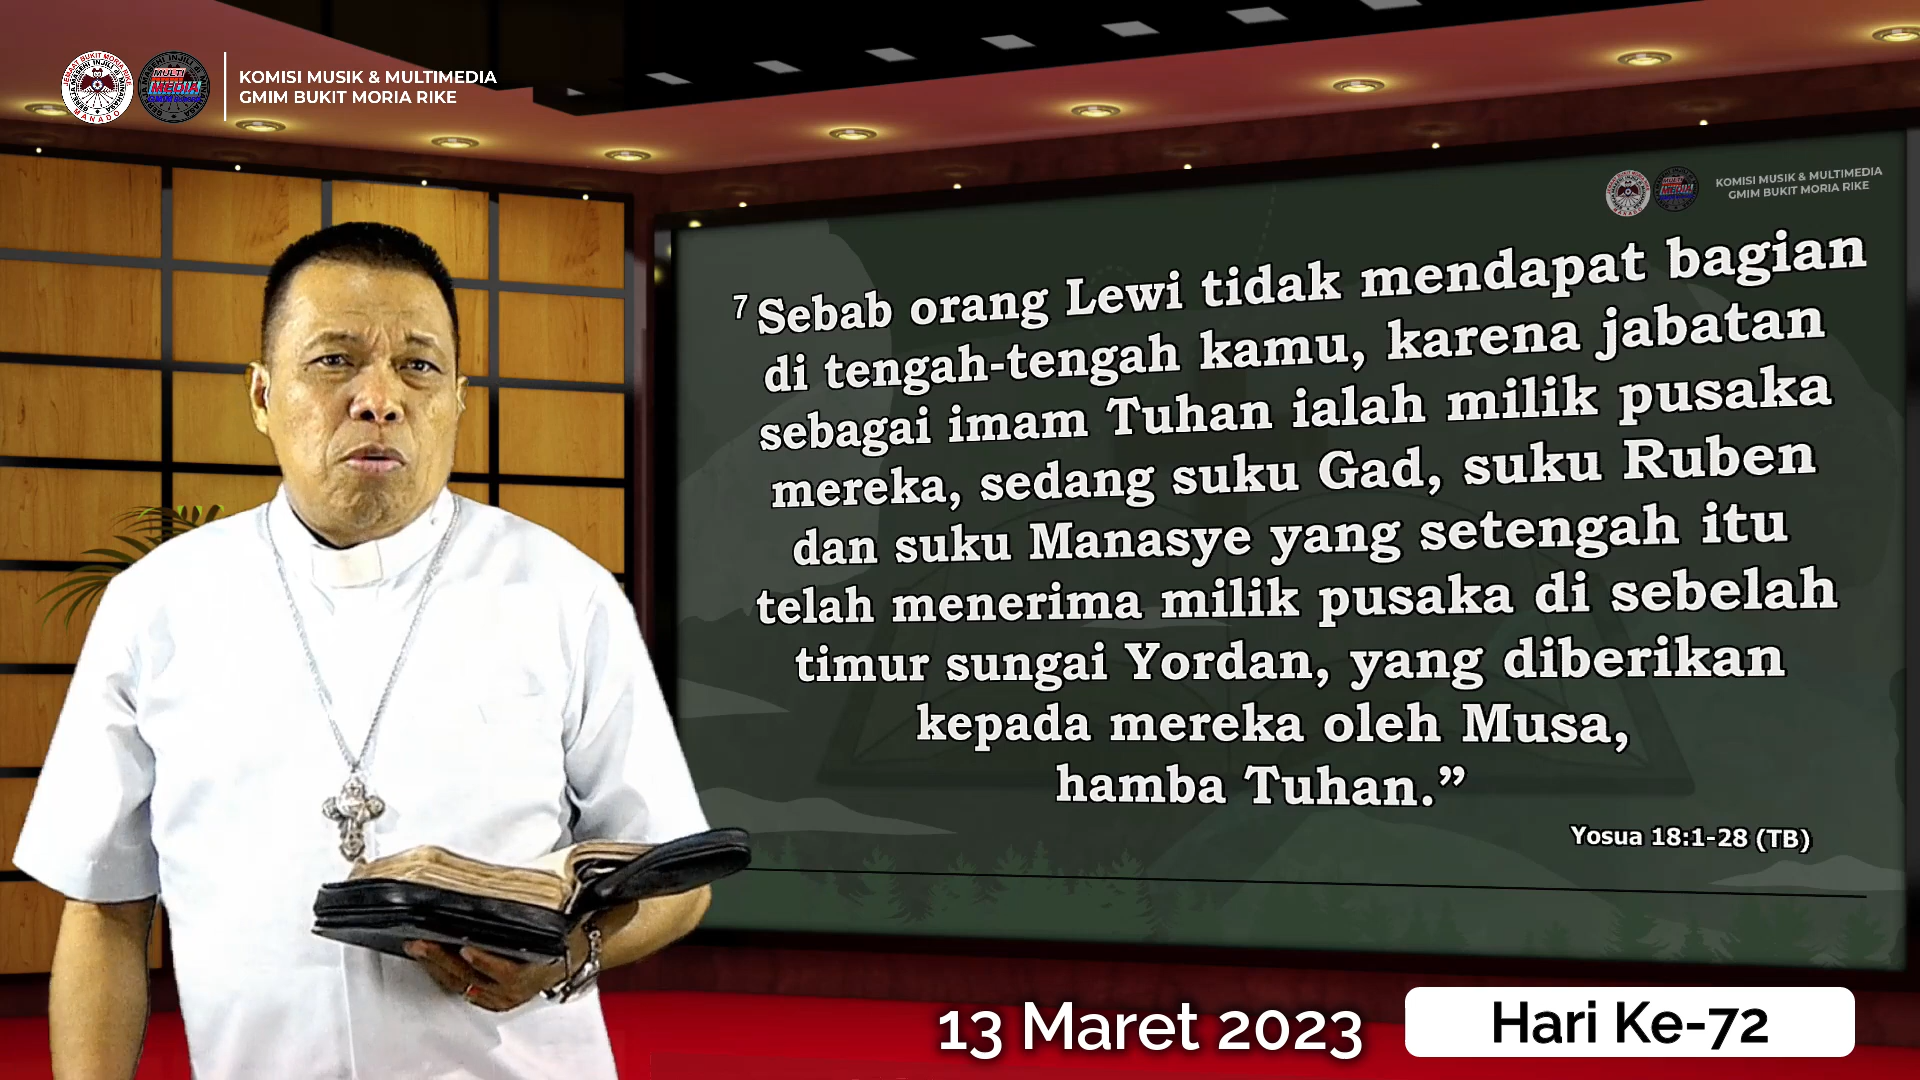 KOMISI MUSIK & MULTIMEDIA
GMIM BUKIT MORIA RIKE
MULTI
MEDIA
MANADO
KOMISI MUSIK & MULTIMEDIA
GMIM BUKIT MORIA RIKE
7 Sebab orang Lewi tidak mendapat bagian
di tengah-tengah kamu, karena jabatan
sebagai imam Tuhan ialah milik pusaka
mereka, sedang suku Gad, suku Ruben
dan suku Manasye yang setengah itu
telah menerima milik pusaka di sebelah
timur sungai Yordan, yang diberikan
kepada mereka oleh Musa,
hamba Tuhan.”
Yosua 18:1-28 (TB)
13 Maret 2023
Hari Ke-72